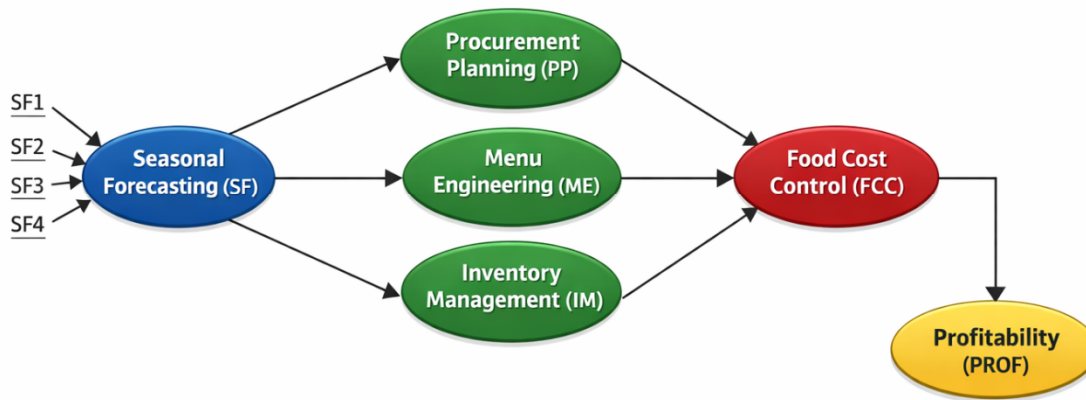 SF1
SF2
SF3
SF4
Seasonal
Forecasting (SF)
Procurement
Planning (PP)
Menu
Engineering (ME)
Inventory
Management (IM)
Food Cost
Control (FCC)
Profitability
(PROF)